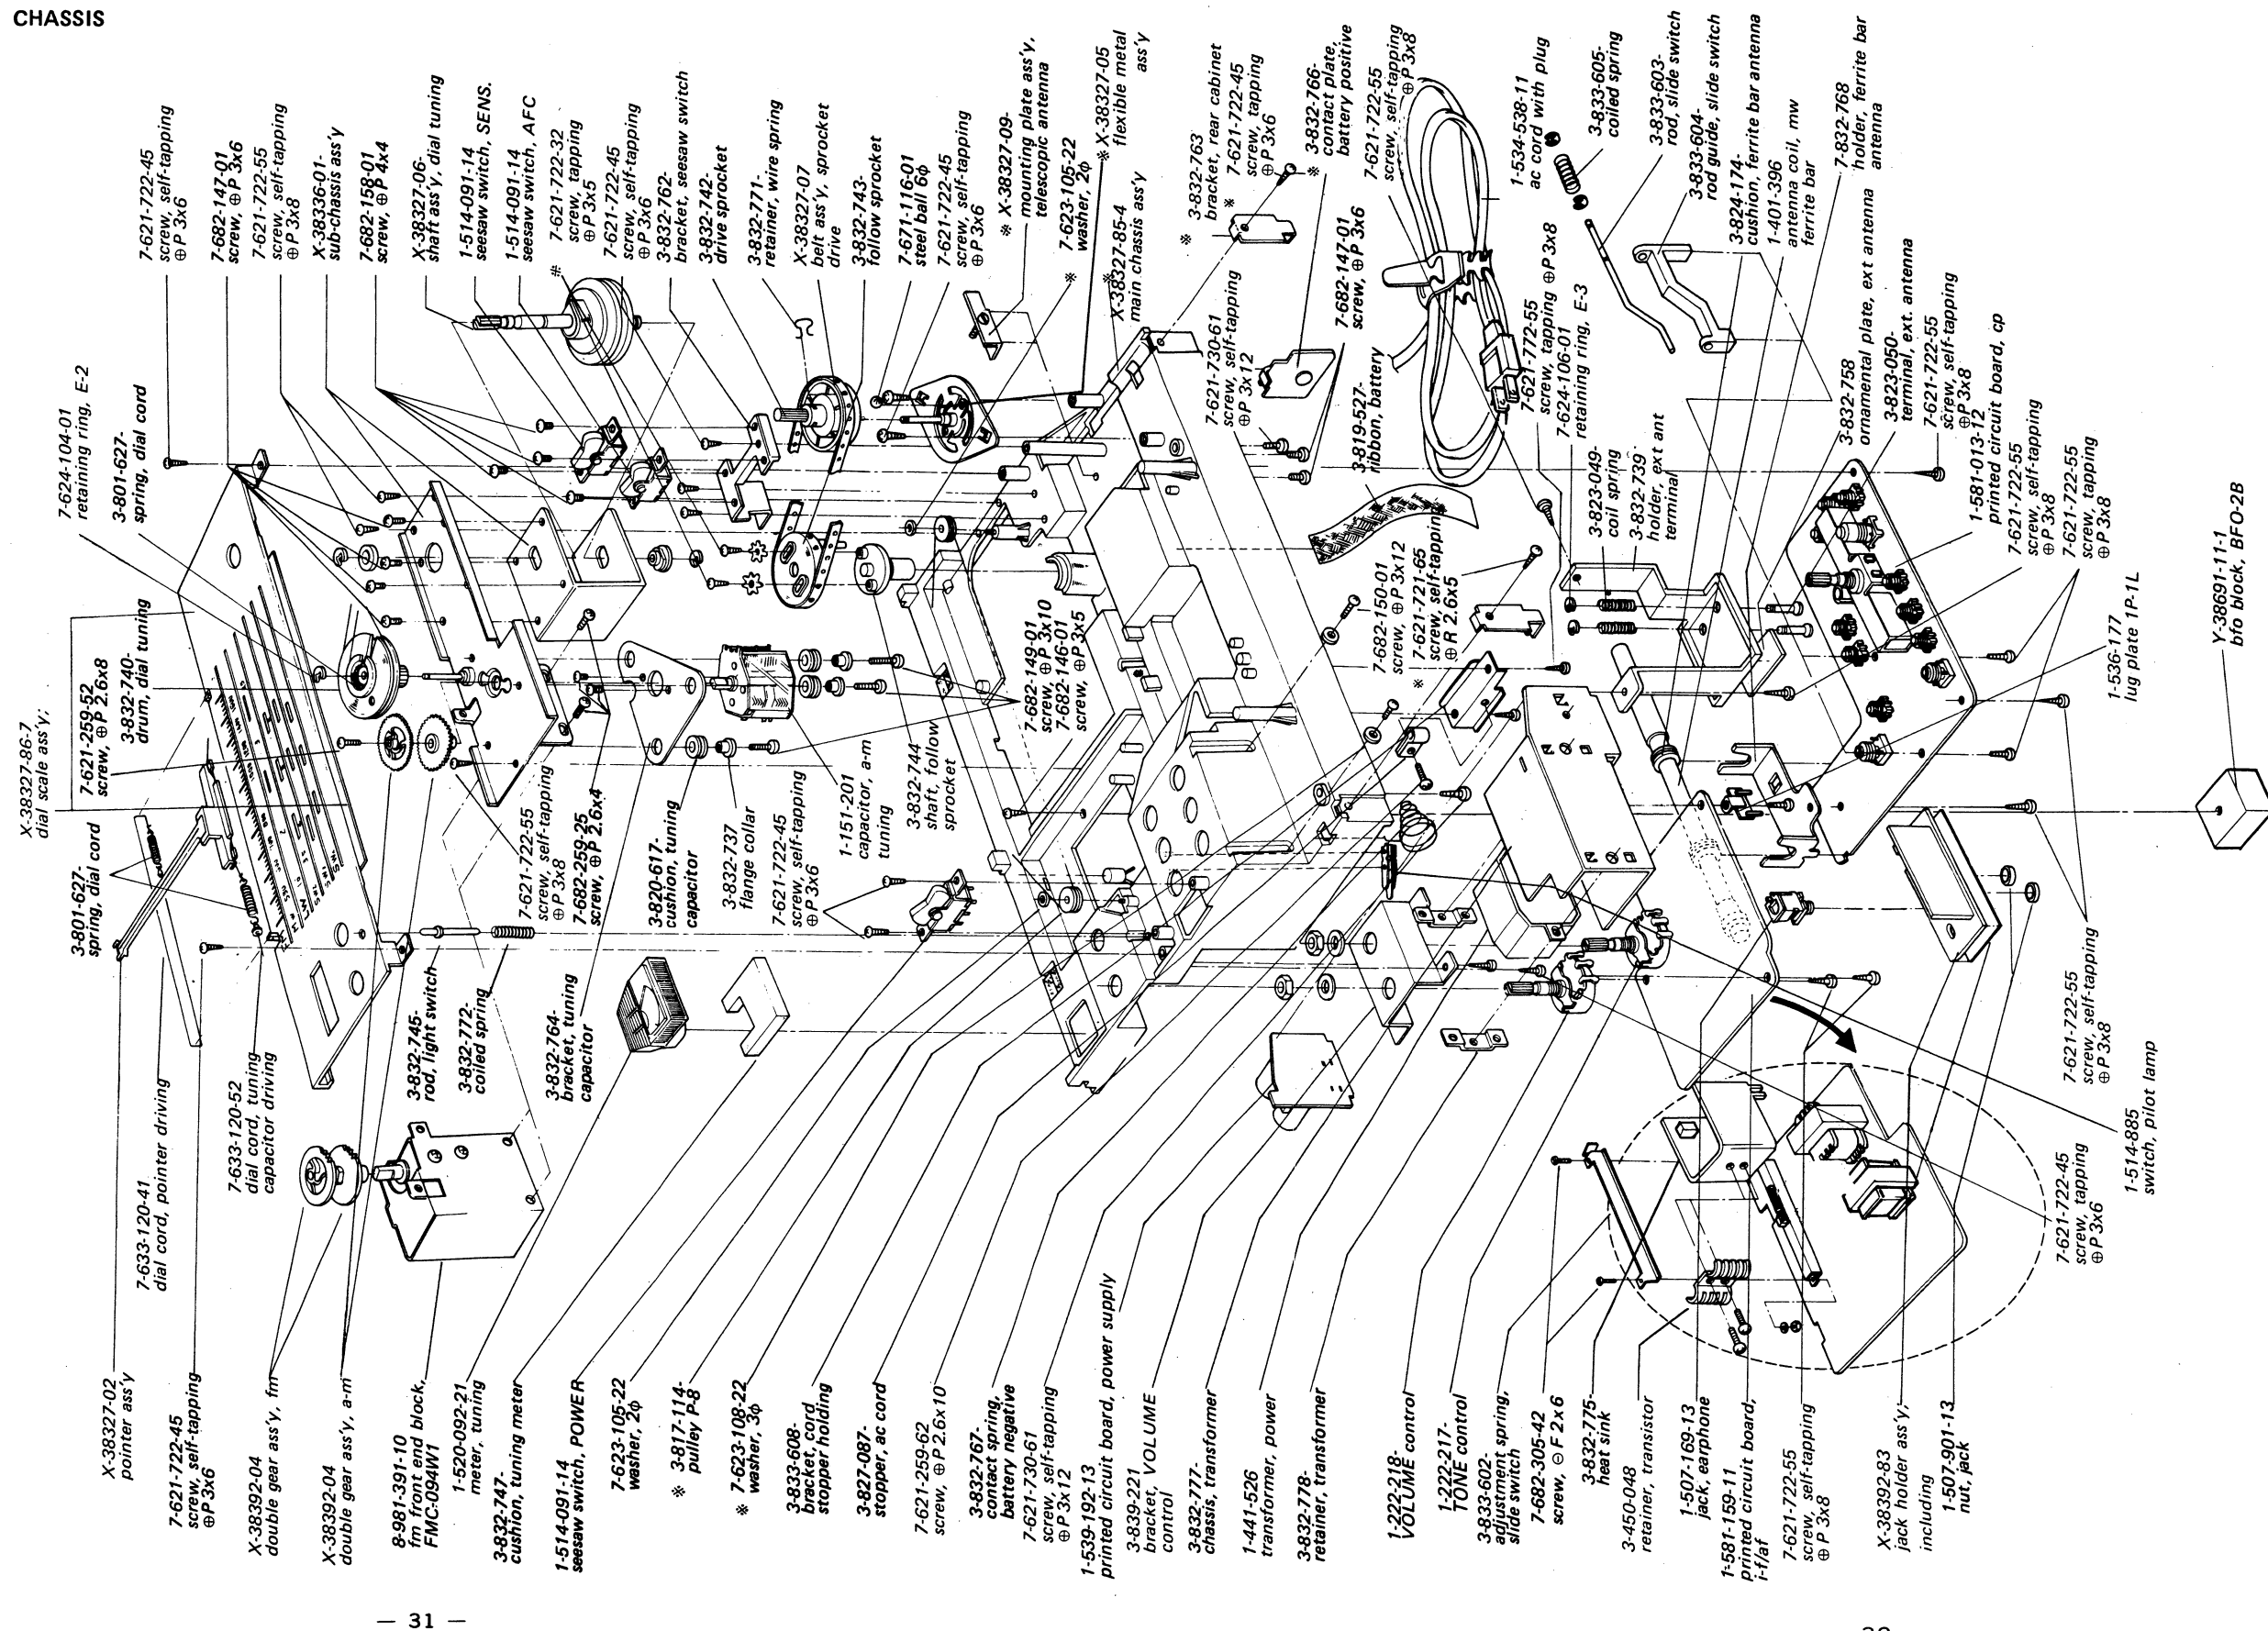 CHASSIS
7-621-722-45
screw, self-tapping
⊕P 3x6
7-682-147-01
screw, ⊕P 3x6
7-621-722-55
screw, self-tapping
⊕P 3x8
X-38336-01-
sub-chassis ass'y
7-682-158-01
screw, ⊕P 4x4
X-38327-06-
shaft ass'y, dial tuning
1-514-091-14
seesaw switch, SENS.
1-514-091-14
seesaw switch, AFC
※ 7-621-722-32
screw, tapping
⊕P 3x5
7-621-722-45
screw, self-tapping
⊕P 3x6
3-832-762-
bracket, seesaw switch
3-832-742-
drive sprocket
3-832-771-
retainer, wire spring
X-38327-07
belt ass'y, sprocket
drive
3-832-743-
follow sprocket
7-671-116-01
steel ball 6φ
7-621-722-45
screw, self-tapping
⊕P 3x6
※ X-38327-09-
mounting plate ass'y,
telescopic antenna
※ 7-623-105-22
washer, 2φ
※ X-38327-05
flexible metal
ass'y
※ X-38327-85-4
main chassis ass'y
※ 3-832-763
bracket, rear cabinet
※ 7-621-722-45
screw, tapping
⊕P 3x6
※ 3-832-766-
contact plate,
battery positive
7-621-722-55
screw, self-tapping
⊕P 3x8
1-534-538-11
ac cord with plug
3-833-605-
coiled spring
3-833-603-
rod, slide switch
3-833-604-
rod guide, slide switch
3-824-174-
cushion, ferrite bar antenna
1-401-396
antenna coil, mw
ferrite bar
7-832-768
holder, ferrite bar
antenna
7-624-104-01
retaining ring, E-2
3-801-627-
spring, dial cord
7-621-730-61
screw, self-tapping
⊕P 3x12
7-682-147-01
screw, ⊕P 3x6
3-819-527-
ribbon, battery
7-621-772-55
screw, tapping ⊕P 3x8
7-624-106-01
retaining ring, E-3
3-823-049-
coil spring
3-832-739-
holder, ext ant
terminal
3-832-758
ornamental plate, ext antenna
3-823-050-
terminal, ext. antenna
7-621-722-55
screw, self-tapping
⊕P 3x8
1-581-013-12
printed circuit board, cp
7-621-722-55
screw, self-tapping
⊕P 3x8
7-621-722-55
screw, tapping
⊕P 3x8
1-536-177
lug plate 1P-1L
Y-38691-11-1
bfo block, BFO-2B
X-38327-86-7
dial scale ass'y;
7-621-259-52
screw, ⊕P 2.6x8
3-832-740-
drum, dial tuning
3-801-627-
spring, dial cord
7-621-722-55
screw, self-tapping
⊕P 3x8
7-682-259-25
screw, ⊕P 2.6x4
3-820-617-
cushion, tuning
capacitor
3-832-737
flange collar
7-621-722-45
screw, self-tapping
⊕P 3x6
1-151-201
capacitor, a-m
tuning
3-832-744
shaft, follow
sprocket
7-682-149-01
screw, ⊕P 3x10
7-682-146-01
screw, ⊕P 3x5
7-682-150-01
screw, ⊕P 3x12
※ 7-621-721-65
screw, self-tapping
⊕R 2.6x5
7-633-120-41
dial cord, pointer driving
7-633-120-52
dial cord, tuning
capacitor driving
3-832-745-
rod, light switch
3-832-772-
coiled spring
3-832-764-
bracket, tuning
capacitor
7-621-722-55
screw, self-tapping
⊕P 3x8
1-514-885
switch, pilot lamp
7-621-722-45
screw, tapping
⊕P 3x6
X-38327-02
pointer ass'y
7-621-722-45
screw, self-tapping
⊕P 3x6
X-38392-04
double gear ass'y, fm
X-38392-04
double gear ass'y, a-m
8-981-391-10
fm front end block,
FMC-094W1
1-520-092-21
meter, tuning
3-832-747-
cushion, tuning meter
1-514-091-14
seesaw switch, POWER
7-623-105-22
washer, 2φ
※ 3-817-114-
pulley P-8
※ 7-623-108-22
washer, 3φ
3-833-608-
bracket, cord
stopper holding
3-827-087-
stopper, ac cord
7-621-259-62
screw, ⊕P 2.6x10
3-832-767-
contact spring,
battery negative
7-621-730-61
screw, self-tapping
⊕P 3x12
1-539-192-13
printed circuit board, power supply
3-839-221
bracket, VOLUME
control
3-832-777-
chassis, transformer
1-441-526
transformer, power
3-832-778-
retainer, transformer
1-222-218-
VOLUME control
1-222-217-
TONE control
3-833-602-
adjustment spring,
slide switch
7-682-305-42
screw, ⊖F 2x6
3-832-775-
heat sink
3-450-048
retainer, transistor
1-507-169-13
jack, earphone
1-581-159-11
printed circuit board,
i-f/af
7-621-722-55
screw, self-tapping
⊕P 3x8
X-38392-83
jack holder ass'y;
including
1-507-901-13
nut, jack
— 31 —